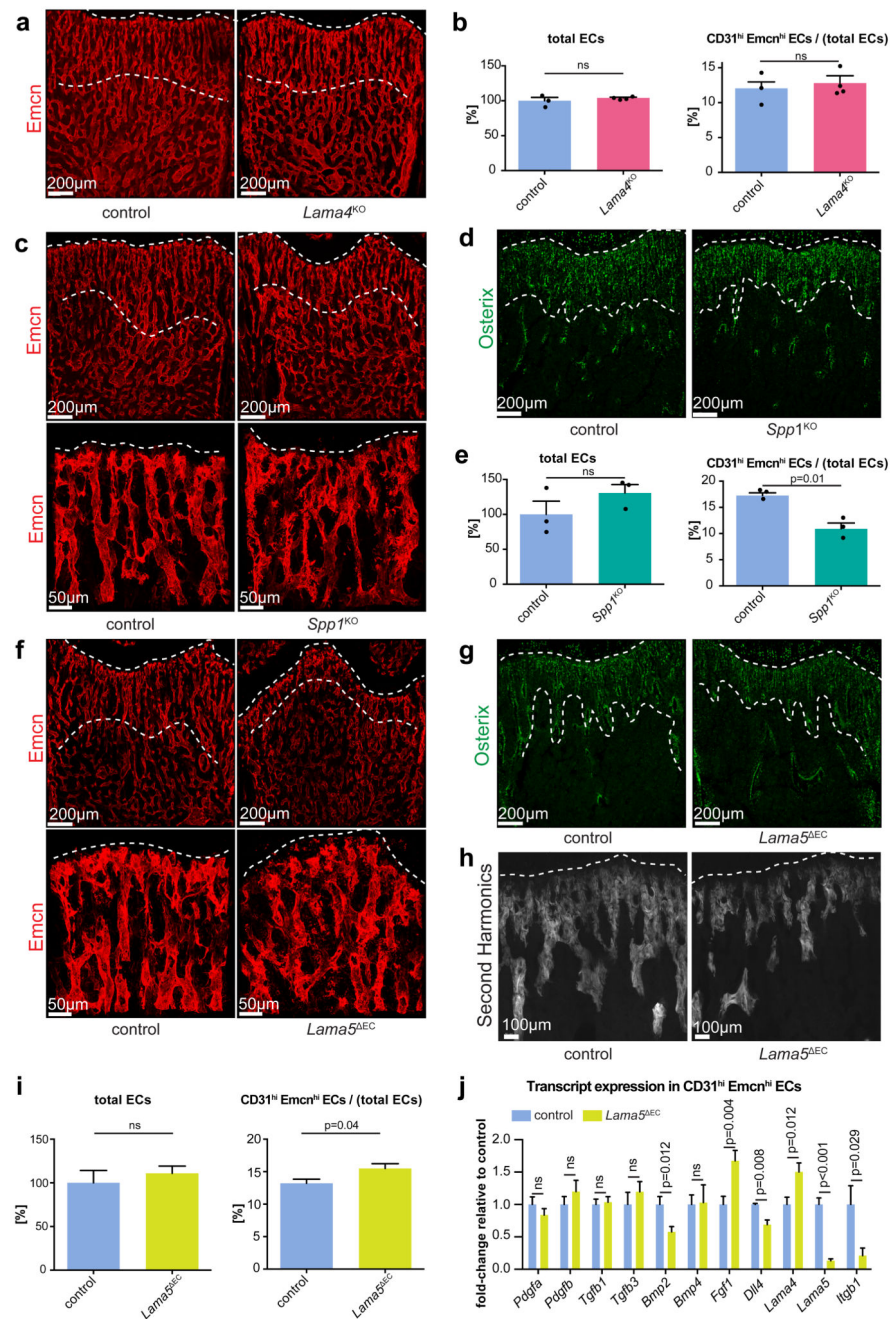 a
Emcn
200µm
200µm
control
Lama4KO
b
total ECs
ns
[%]
150
100
50
0
control
Lama4KO
CD31hi Emcnhi ECs / (total ECs)
ns
[%]
15
10
5
0
control
Lama4KO
c
Emcn
200µm
200µm
Emcn
50µm
50µm
control
Spp1KO
d
Osterix
200µm
200µm
control
Spp1KO
e
total ECs
ns
[%]
150
100
50
0
control
Spp1KO
CD31hi Emcnhi ECs / (total ECs)
p=0.01
[%]
20
15
10
5
0
control
Spp1KO
f
Emcn
200µm
200µm
Emcn
50µm
50µm
control
Lama5ΔEC
g
Osterix
200µm
200µm
control
Lama5ΔEC
h
Second Harmonics
100µm
100µm
control
Lama5ΔEC
i
total ECs
ns
[%]
150
100
50
0
control
Lama5ΔEC
CD31hi Emcnhi ECs / (total ECs)
p=0.04
[%]
20
15
10
5
0
control
Lama5ΔEC
j
Transcript expression in CD31hi Emcnhi ECs
control
Lama5ΔEC
fold-change relative to control
2.0
1.5
1.0
0.5
0.0
ns
ns
ns
ns
p=0.012
ns
p=0.004
p=0.008
p=0.012
p<0.001
p=0.029
Pdgfa
Pdgfb
Tgfb1
Tgfb3
Bmp2
Bmp4
Fgf1
Dll4
Lama4
Lama5
Itgb1